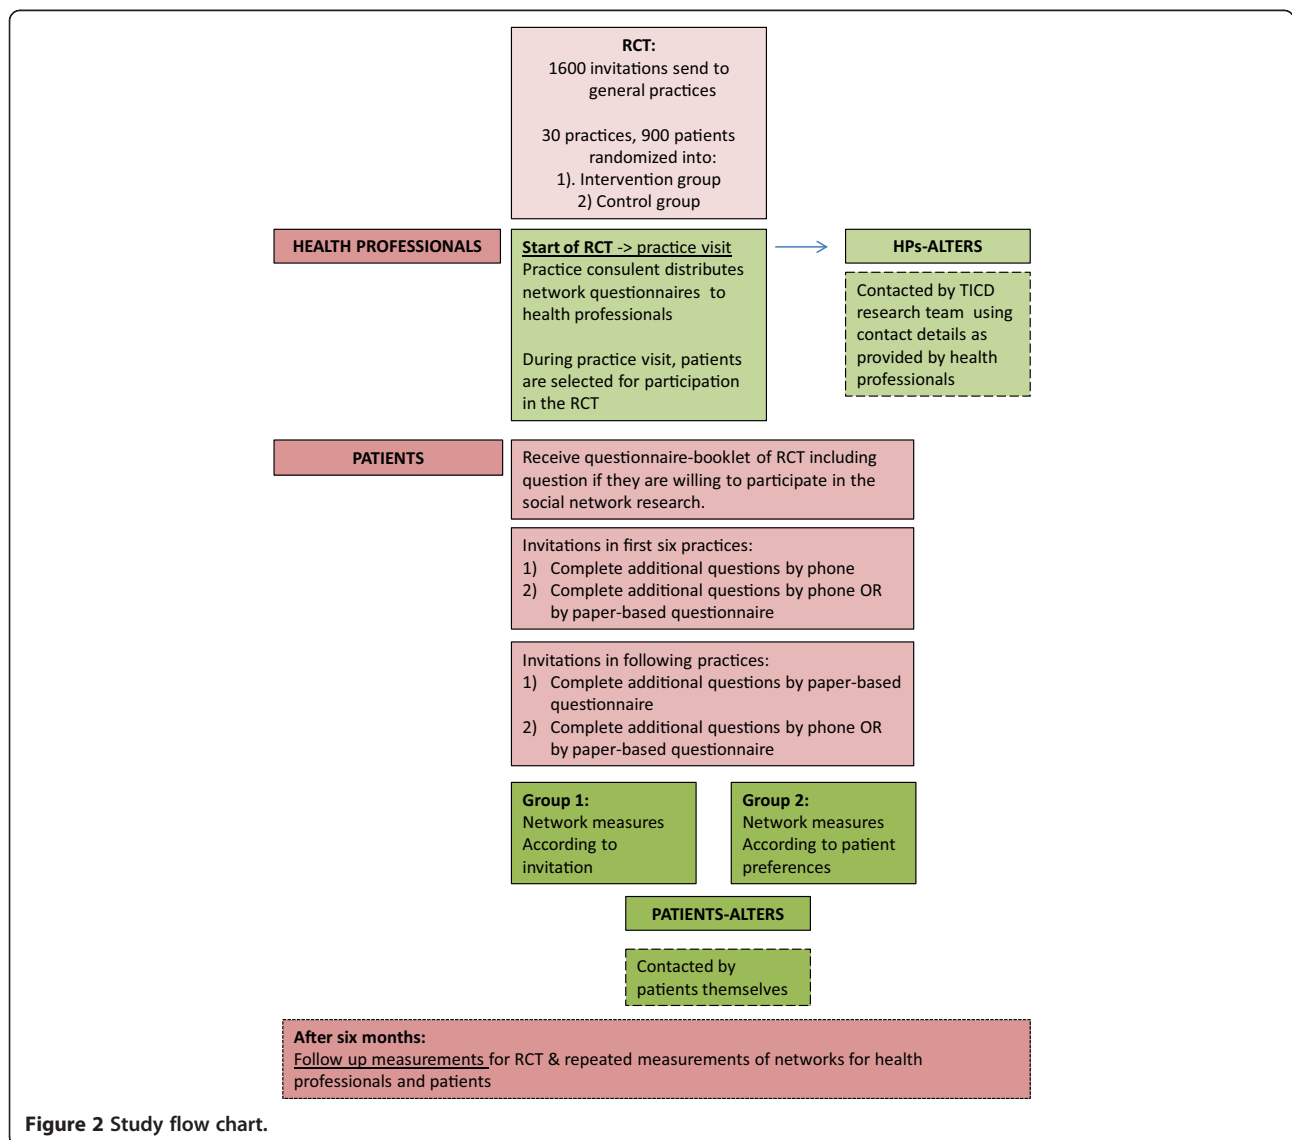 RCT:
1600 invitations send to
general practices
30 practices, 900 patients
randomized into:
1). Intervention group
2) Control group
HEALTH PROFESSIONALS
Start of RCT -> practice visit
Practice consulent distributes
network questionnaires to
health professionals
During practice visit, patients
are selected for participation
in the RCT
HPs-ALTERS
Contacted by TICD
research team using
contact details as
provided by health
professionals
PATIENTS
Receive questionnaire-booklet of RCT including
question if they are willing to participate in the
social network research.
Invitations in first six practices:
1) Complete additional questions by phone
2) Complete additional questions by phone OR
by paper-based questionnaire
Invitations in following practices:
1) Complete additional questions by paper-based
questionnaire
2) Complete additional questions by phone OR
by paper-based questionnaire
Group 1:
Network measures
According to
invitation
Group 2:
Network measures
According to patient
preferences
PATIENTS-ALTERS
Contacted by
patients themselves
After six months:
Follow up measurements for RCT & repeated measurements of networks for health
professionals and patients
Figure 2 Study flow chart.